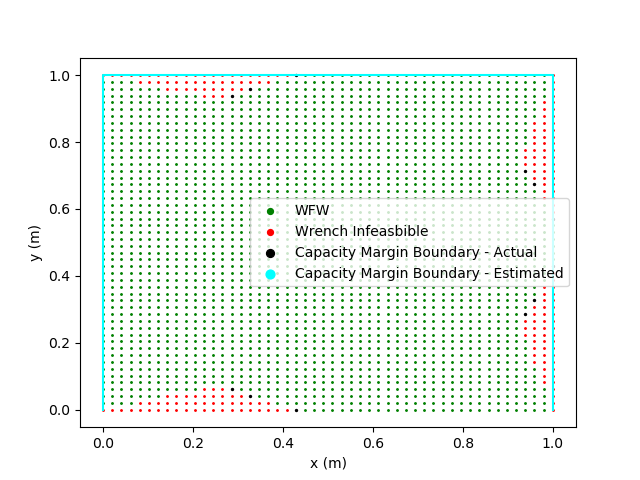 1.0
0.8
0.6
0.4
0.2
0.0
y (m)
WFW
Wrench Infeasbible
Capacity Margin Boundary - Actual
Capacity Margin Boundary - Estimated
0.0 0.2 0.4 0.6 0.8 1.0
x (m)